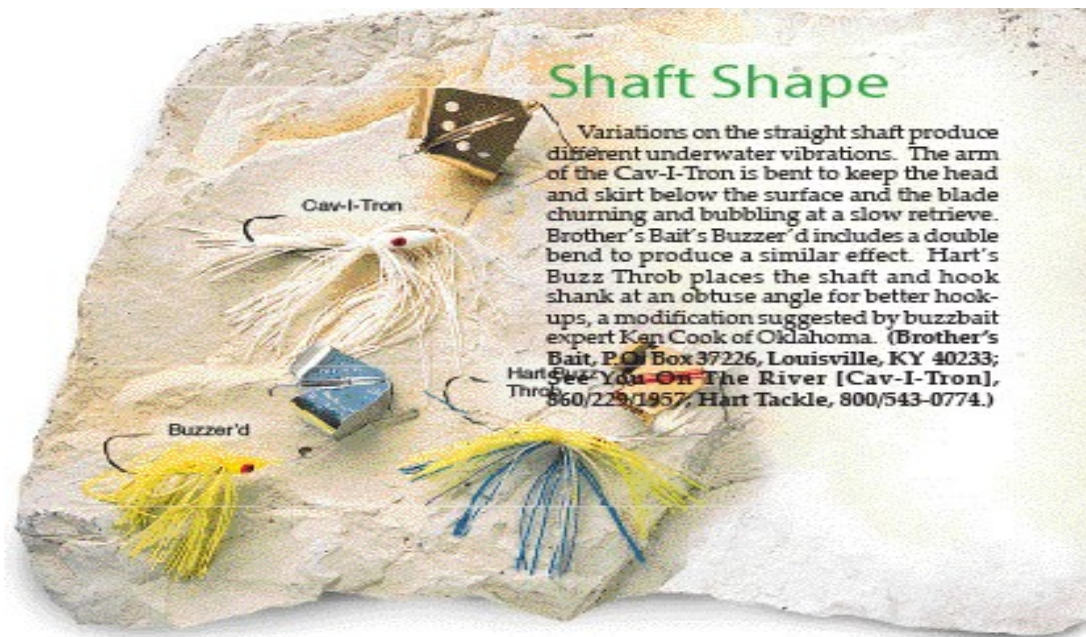 Shaft Shape
Variations on the straight shaft produce
different underwater vibrations. The arm
of the Cav-I-Tron is bent to keep the head
and skirt below the surface and the blade
churning and bubbling at a slow retrieve.
Brother's Bait's Buzzer'd includes a double
bend to produce a similar effect. Hart's
Buzz Throb places the shaft and hook
shank at an obtuse angle for better hook-
ups, a modification suggested by buzzbait
expert Ken Cook of Oklahoma. (Brother's
Bait, P.O. Box 37226, Louisville, KY 40233;
See You On The River [Cav-I-Tron],
860/229/1957; Hart Tackle, 800/543-0774.)
Cav-I-Tron
Hart Buzz
Throb
Buzzer'd